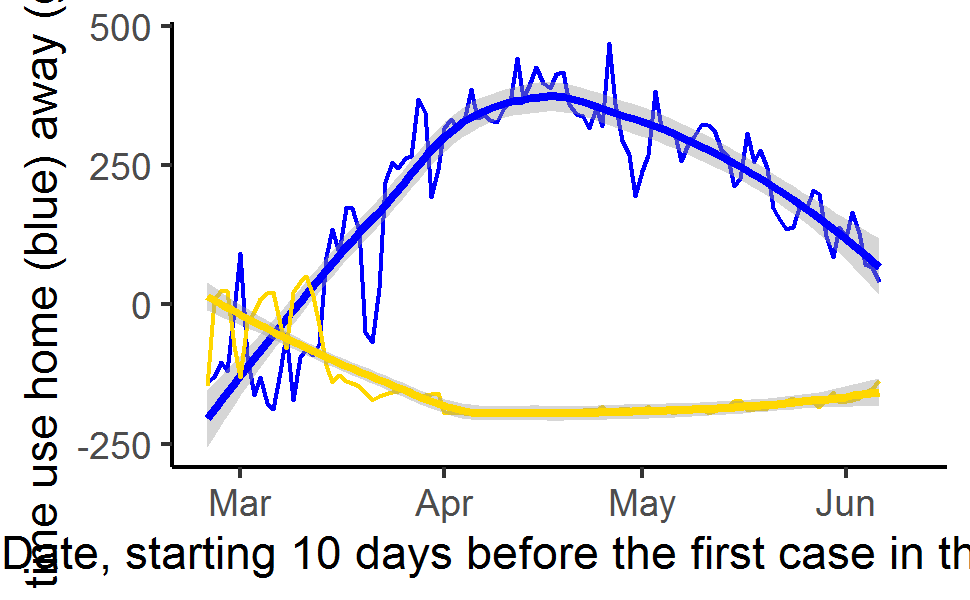 time use home (blue) away (
500
250
0
-250
Mar Apr May Jun
Date, starting 10 days before the first case in th